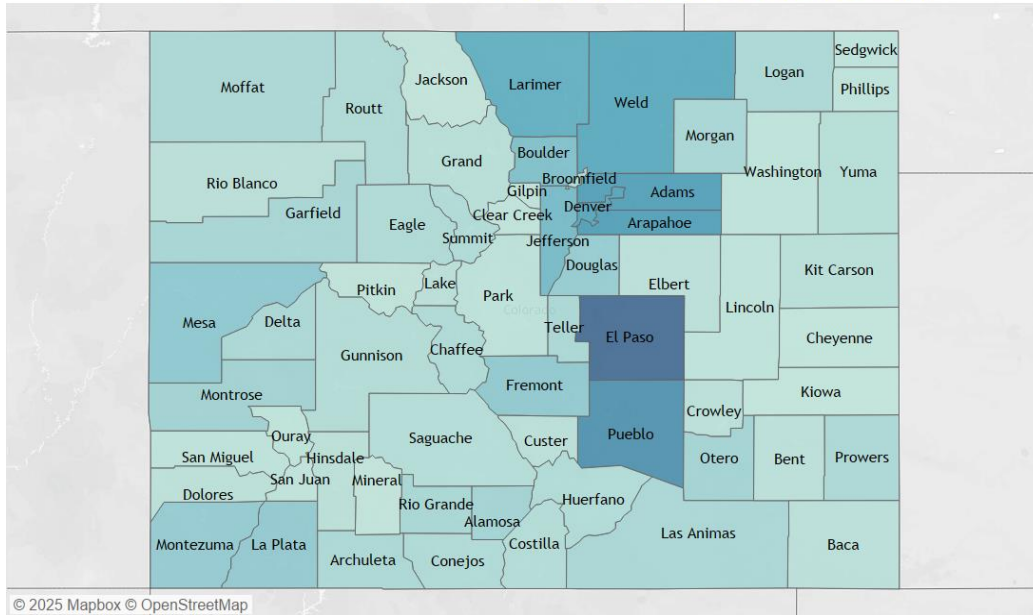 Sedgwick
Jackson
Logan
Larimer
Moffat
Phillips
Weld
Routt
Morgan
Boulder
Grand
Washington
Yuma
Broomfield
Rio Blanco
Gilpin
Adams
Denver
Garfield
Clear Creek
Eagle
Arapahoe
Summit
Jefferson
Douglas
Kit Carson
Elbert
Lake
Pitkin
Park
Lincoln
Colorado
Mesa
Delta
Teller
El Paso
Cheyenne
Chaffee
Gunnison
Fremont
Kiowa
Montrose
Crowley
Pueblo
Ouray
Saguache
Custer
San Miguel
Hinsdale
Otero
Bent
Prowers
San Juan
Mineral
Dolores
Huerfano
Rio Grande
Alamosa
Las Animas
Montezuma
La Plata
Costilla
Baca
Archuleta
Conejos
© 2025 Mapbox © OpenStreetMap